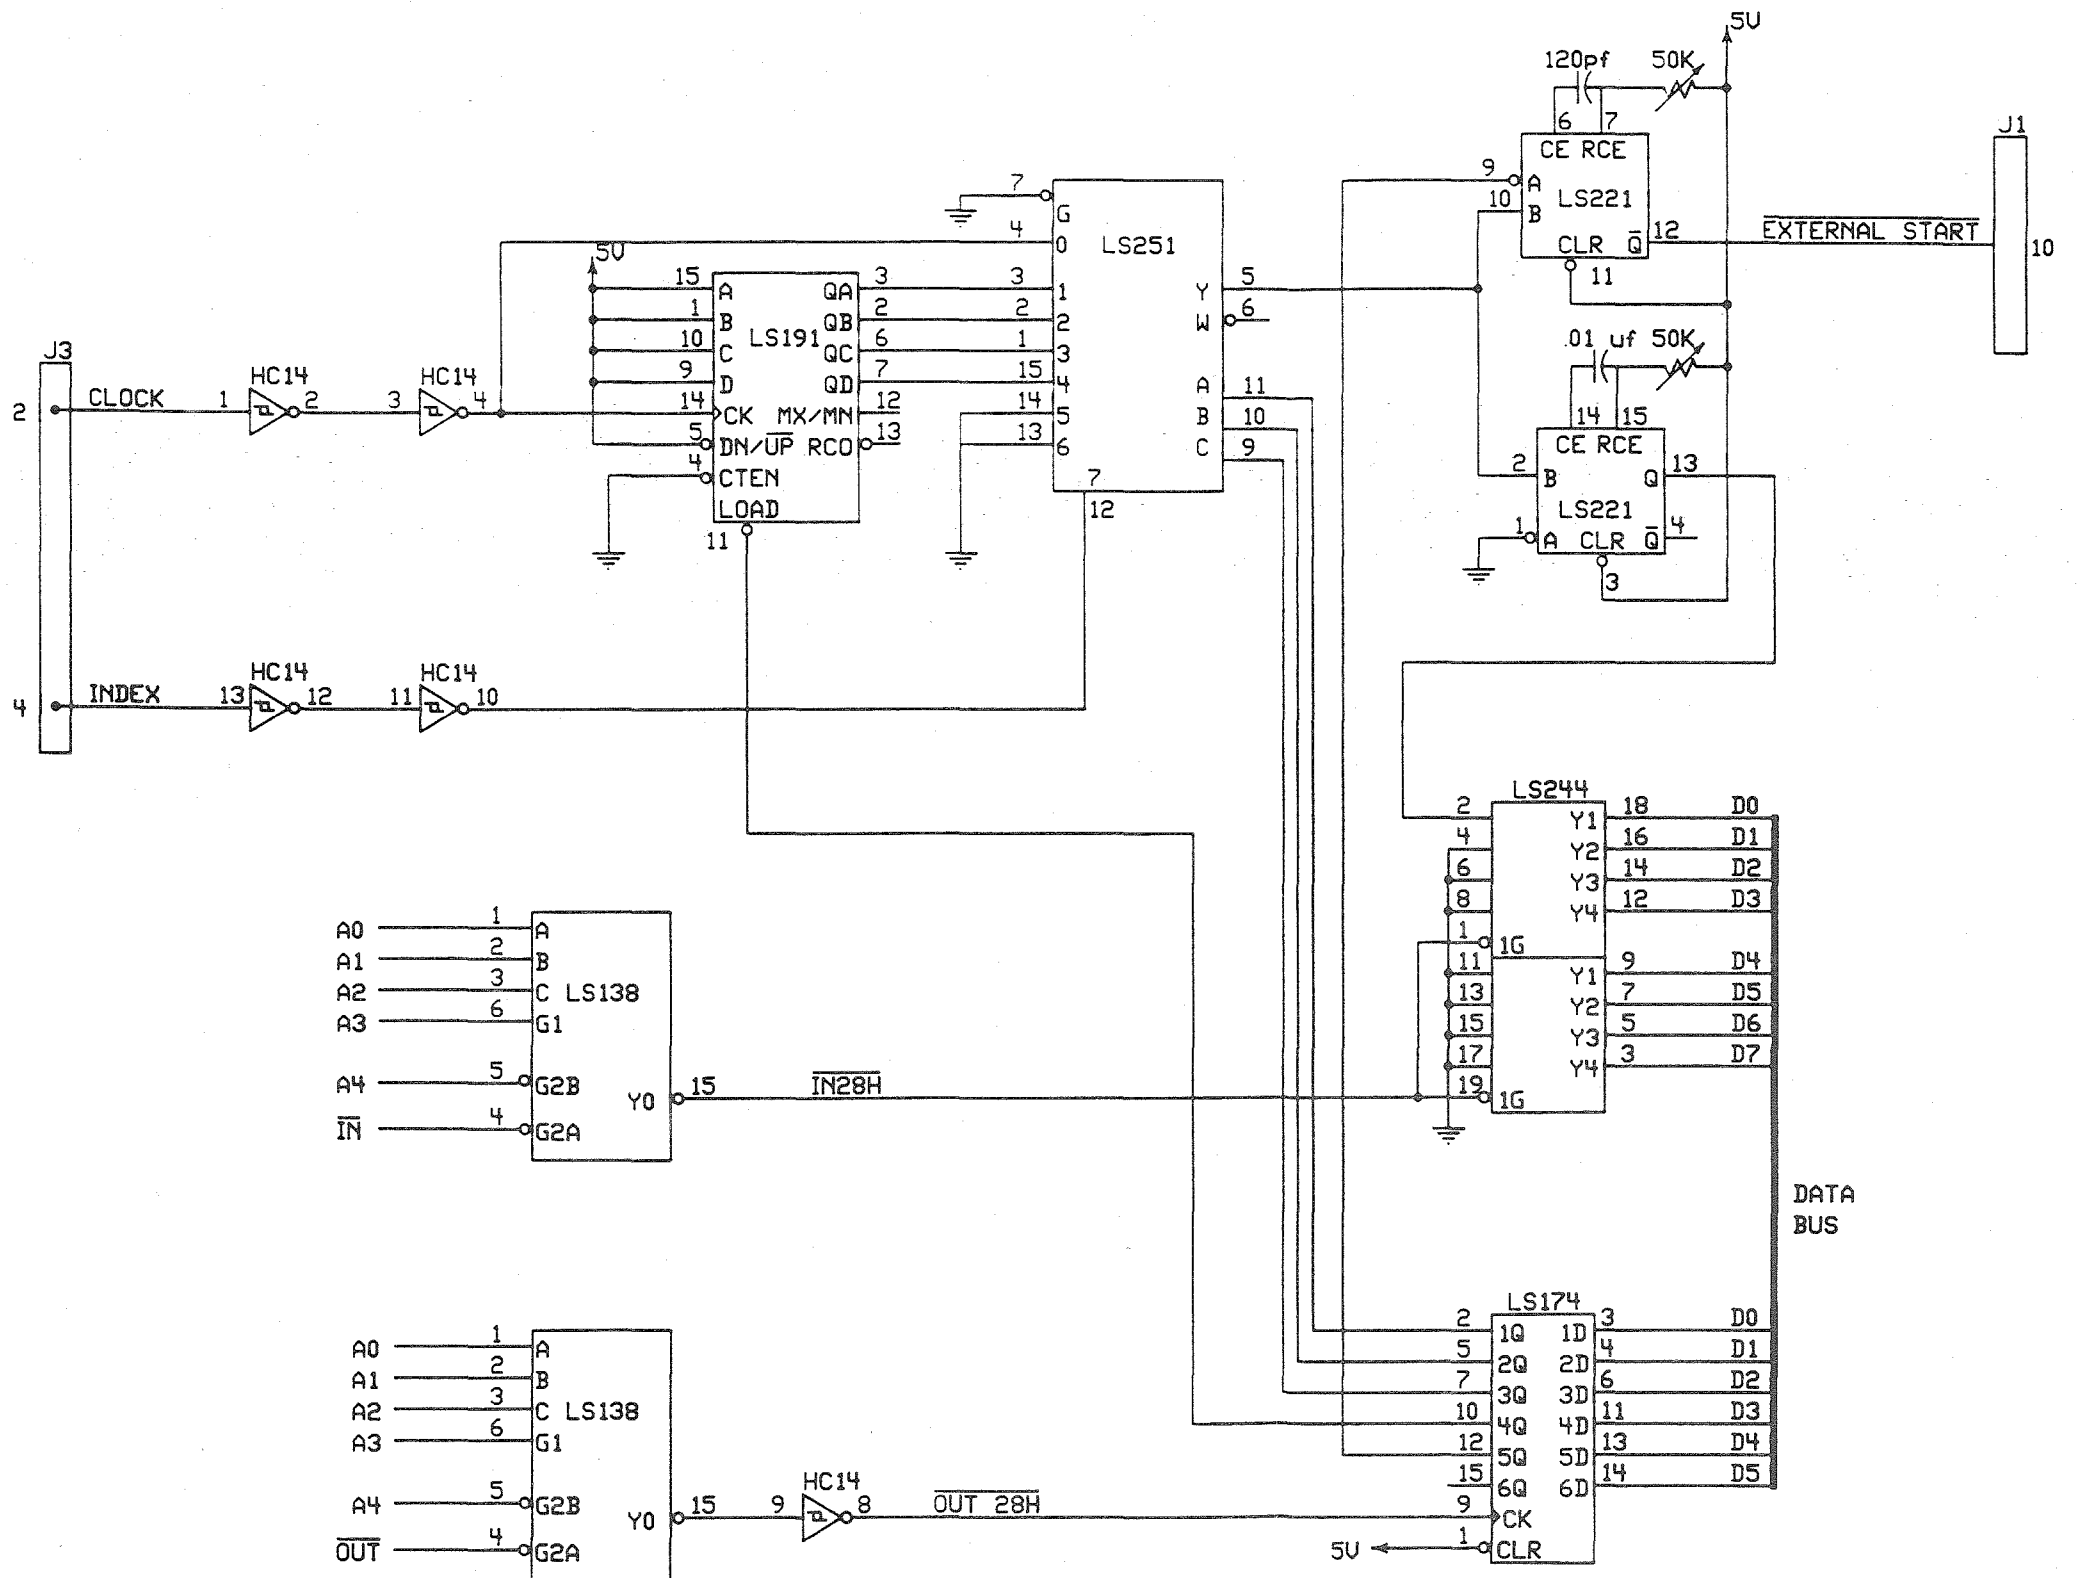 5V
120pf 50K
6 7
J1
CE RCE
9 A
LS221
10 B
CLR Q̅ 12
EXTERNAL START
10
11
7
G
4 0
LS251
5V
15 A QA 3
3 1
Y 5
1 B QB 2
2 2
W 6
LS191
10 C QC 6
1 3
9 D QD 7
15 4
A 11
14 CK MX/MN 12
14 5
B 10
5 DN/U̅P̅ RCO 13
13 6
C 9
4 CTEN
7
LOAD
12
11
.01 uf 50K
14 15
CE RCE
2 B Q 13
LS221
1 A CLR Q̅ 4
3
J3
2 CLOCK 1 HC14 2 3 HC14 4
4 INDEX 13 HC14 12 11 HC14 10
LS244
2 Y1 18 D0
4 Y2 16 D1
6 Y3 14 D2
8 Y4 12 D3
1 1G
11 Y1 9 D4
13 Y2 7 D5
15 Y3 5 D6
17 Y4 3 D7
19 1G
A0 1 A
A1 2 B
A2 3 C LS138
A3 6 G1
A4 5 G2B
Y0 15 I̅N̅2̅8̅H̅
I̅N̅ 4 G2A
DATA
BUS
LS174
2 1Q 1D 3 D0
5 2Q 2D 4 D1
7 3Q 3D 6 D2
10 4Q 4D 11 D3
12 5Q 5D 13 D4
15 6Q 6D 14 D5
9 CK
5V 1 CLR
A0 1 A
A1 2 B
A2 3 C LS138
A3 6 G1
A4 5 G2B
Y0 15 9 HC14 8 O̅U̅T̅ 2̅8̅H̅
O̅U̅T̅ 4 G2A